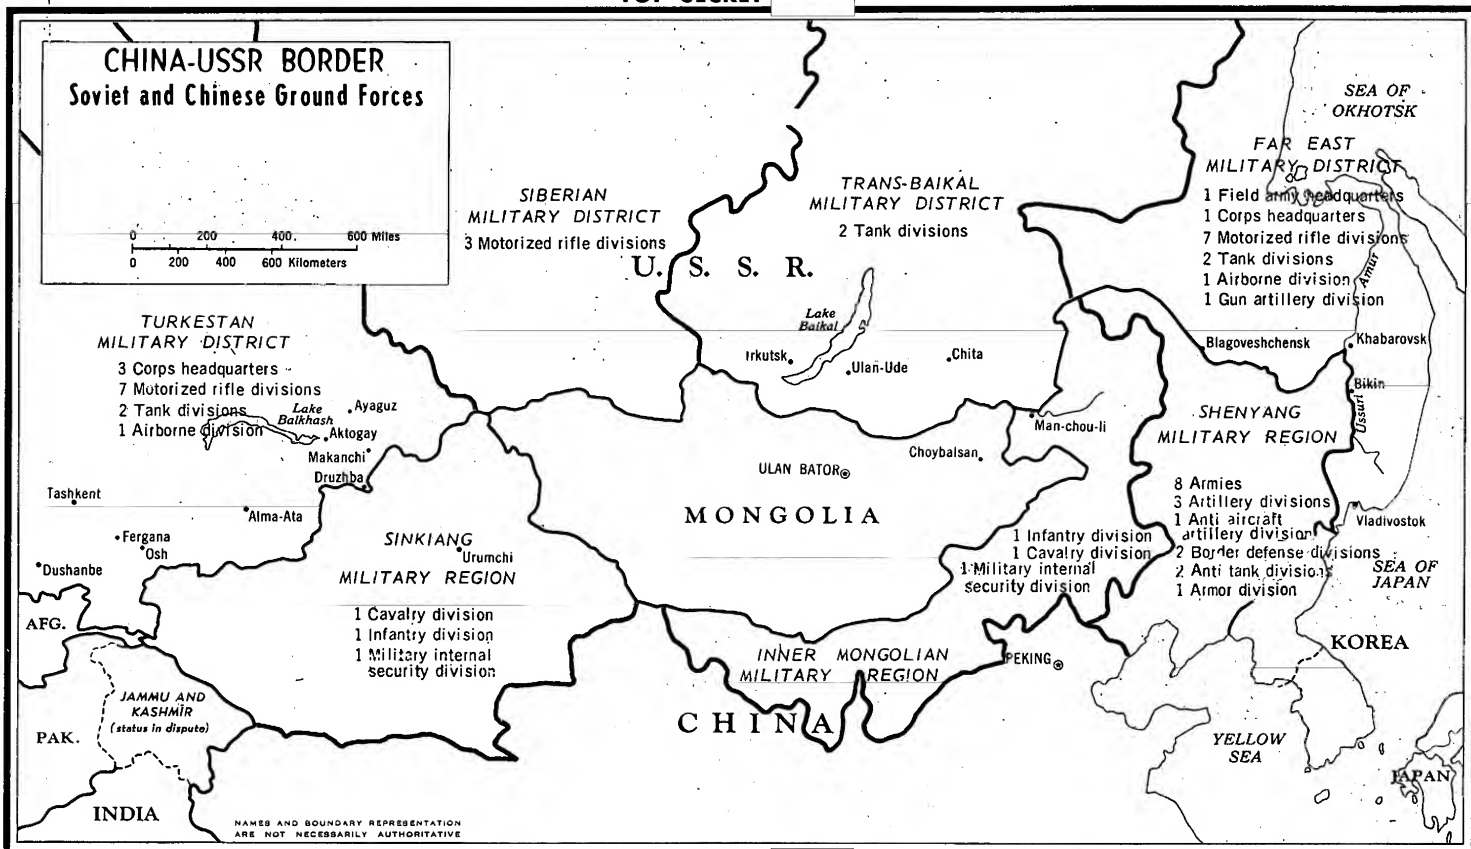 TOP SECRET
CHINA-USSR BORDER
Soviet and Chinese Ground Forces
0 200 400 600 Miles
0 200 400 600 Kilometers
SIBERIAN
MILITARY DISTRICT
3 Motorized rifle divisions
TRANS-BAIKAL
MILITARY DISTRICT
2 Tank divisions
U. S. S. R.
SEA OF
OKHOTSK
FAR EAST
MILITARY DISTRICT
1 Field army headquarters
1 Corps headquarters
7 Motorized rifle divisions
2 Tank divisions
1 Airborne division
1 Gun artillery division
Amur
TURKESTAN
MILITARY DISTRICT
3 Corps headquarters
7 Motorized rifle divisions
2 Tank divisions
1 Airborne division
Lake
Balkhash
Ayaguz
Aktogay
Makanchi
Druzhba
Tashkent
Alma-Ata
Fergana
Osh
Dushanbe
Lake
Baikal
Irkutsk
Ulan-Ude
Chita
Blagoveshchensk
Khabarovsk
Bikin
Ussuri
Man-chou-li
Choybalsan
ULAN BATOR
MONGOLIA
SHENYANG
MILITARY REGION
8 Armies
3 Artillery divisions
1 Anti aircraft
artillery division
2 Border defense divisions
2 Anti tank divisions
1 Armor division
Vladivostok
SEA OF
JAPAN
SINKIANG
Urumchi
MILITARY REGION
1 Cavalry division
1 Infantry division
1 Military internal
security division
1 Infantry division
1 Cavalry division
1 Military internal
security division
INNER MONGOLIAN
MILITARY REGION
PEKING
CHINA
KOREA
YELLOW
SEA
JAPAN
AFG.
PAK.
JAMMU AND
KASHMIR
(status in dispute)
INDIA
NAMES AND BOUNDARY REPRESENTATION
ARE NOT NECESSARILY AUTHORITATIVE